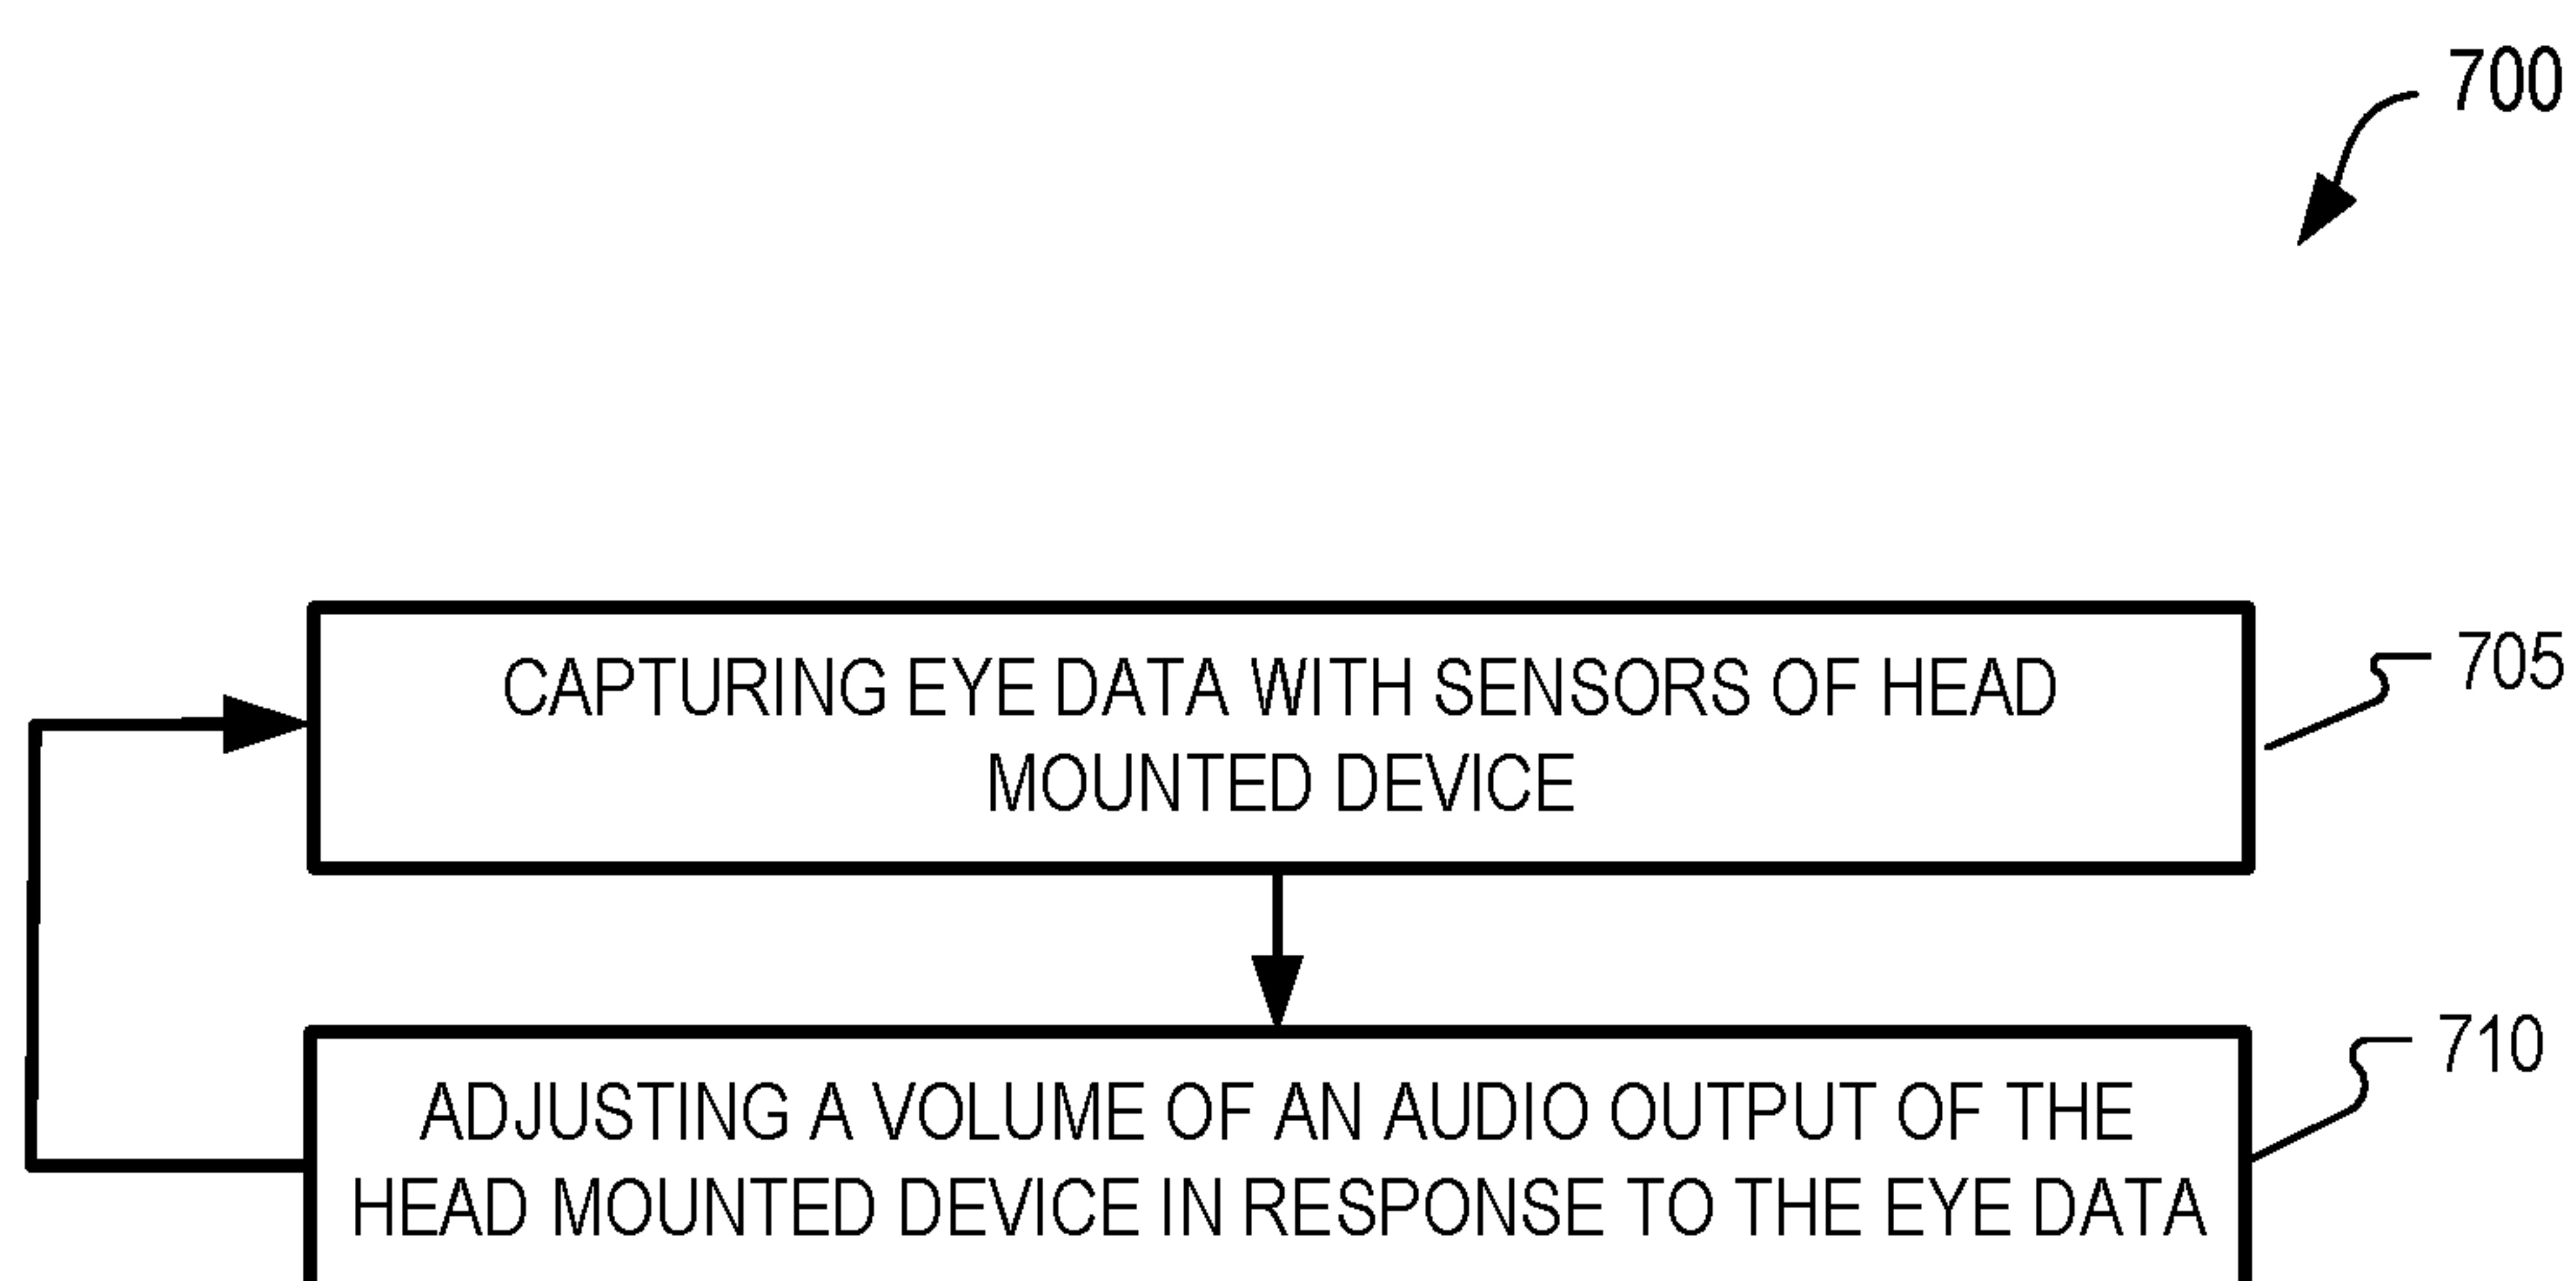 700
CAPTURING EYE DATA WITH SENSORS OF HEAD
MOUNTED DEVICE
705
ADJUSTING A VOLUME OF AN AUDIO OUTPUT OF THE
HEAD MOUNTED DEVICE IN RESPONSE TO THE EYE DATA
710